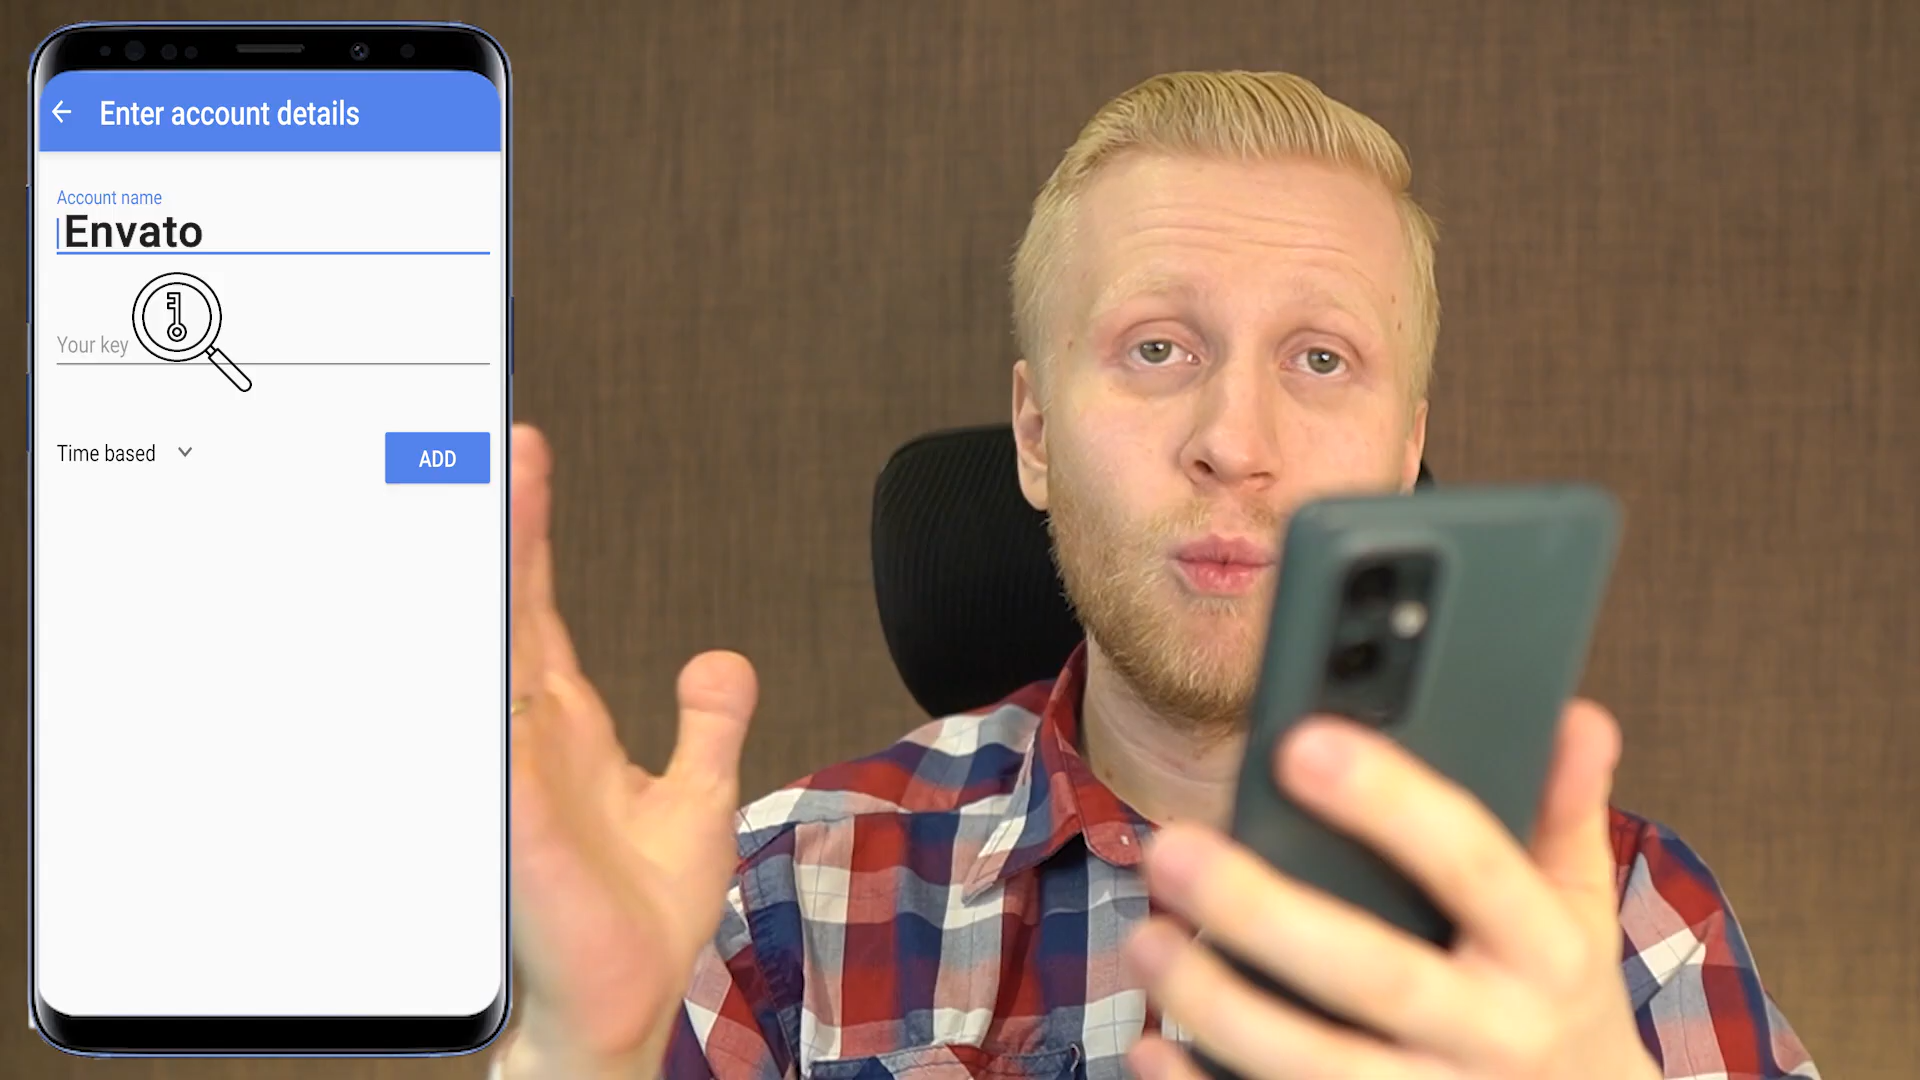 Enter account details
Account name
Envato
Your key
Time based
ADD